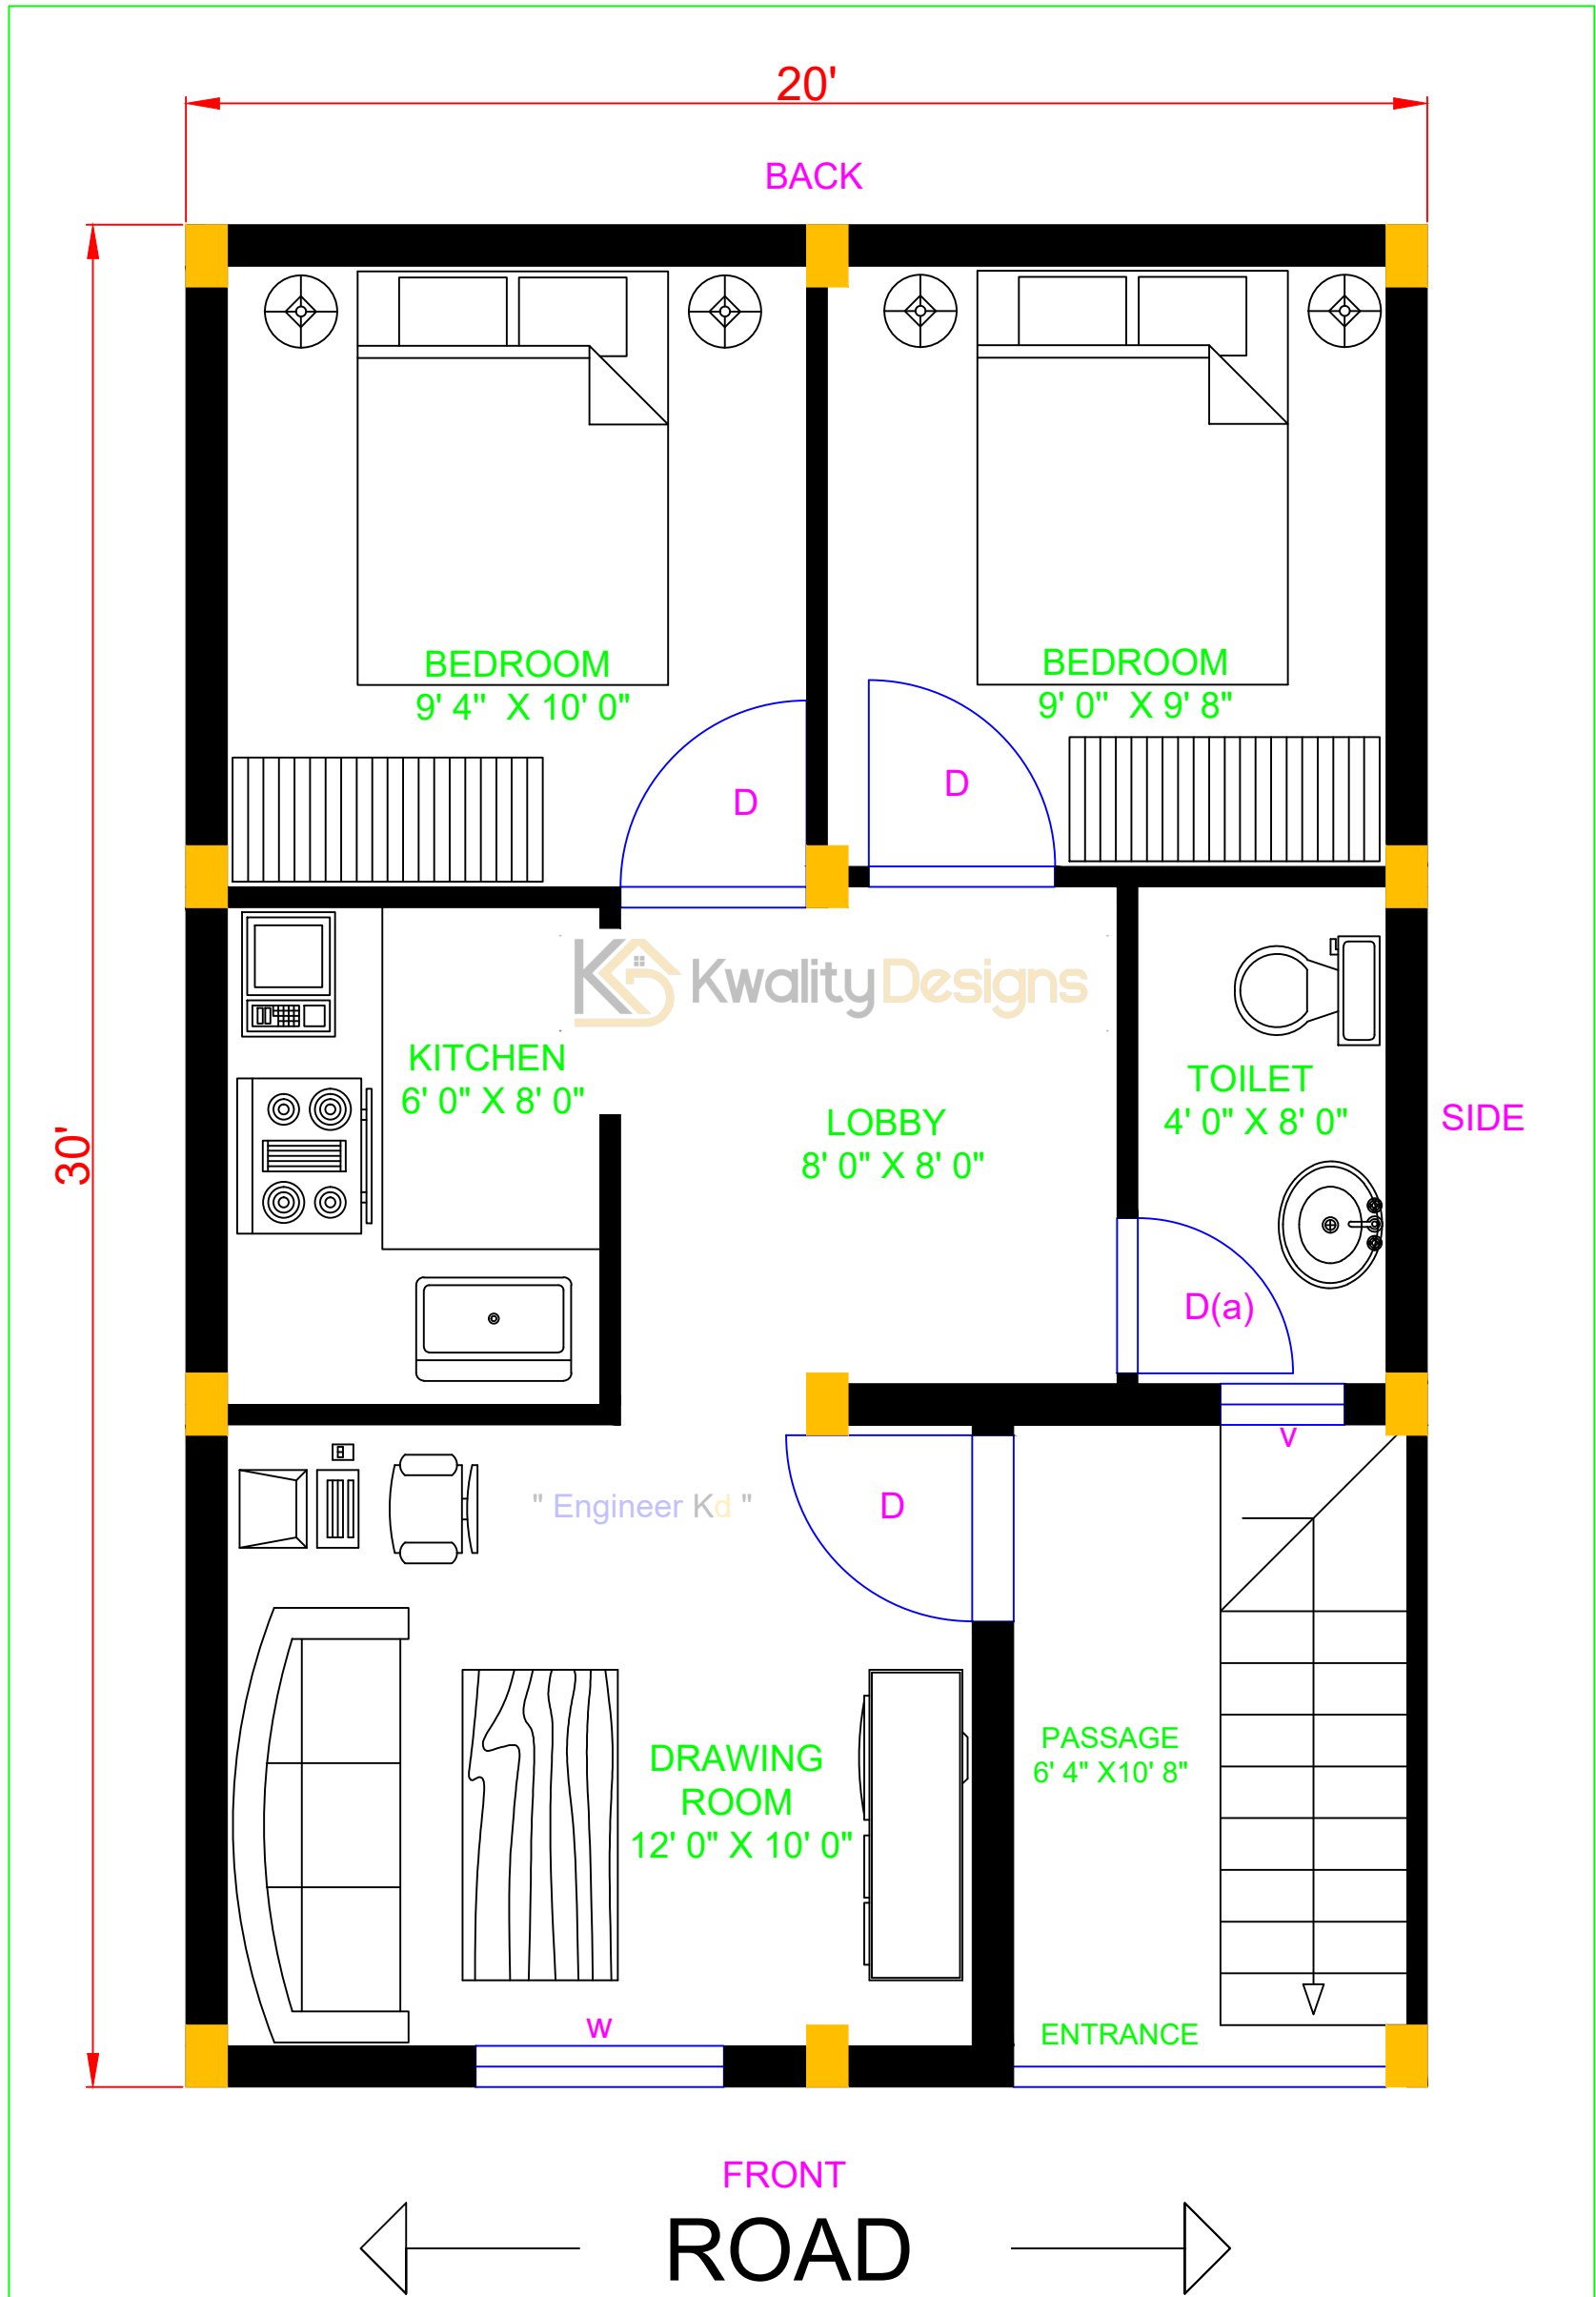 20'
BACK
30'
BEDROOM
9' 4" X 10' 0"
BEDROOM
9' 0" X 9' 8"
D
D
KwalityDesigns
KITCHEN
6' 0" X 8' 0"
LOBBY
8' 0" X 8' 0"
TOILET
4' 0" X 8' 0"
SIDE
D(a)
V
" Engineer Kd "
D
PASSAGE
6' 4" X10' 8"
DRAWING
ROOM
12' 0" X 10' 0"
W
ENTRANCE
FRONT
ROAD